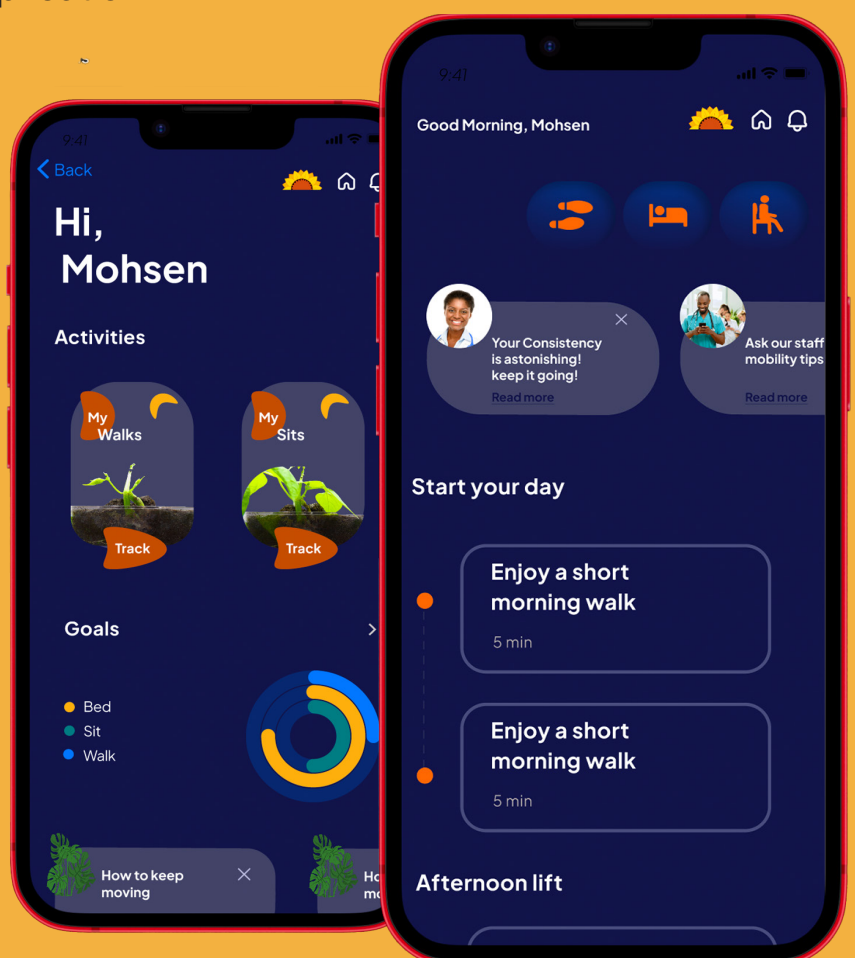 9:41
Back
Hi,
Mohsen
Activities
My
Walks
Track
My
Sits
Track
Goals
Bed
Sit
Walk
How to keep
moving
9:41
Good Morning, Mohsen
Your Consistency
is astonishing!
keep it going!
Read more
Ask our staff
mobility tips
Read more
Start your day
Enjoy a short
morning walk
5 min
Enjoy a short
morning walk
5 min
Afternoon lift